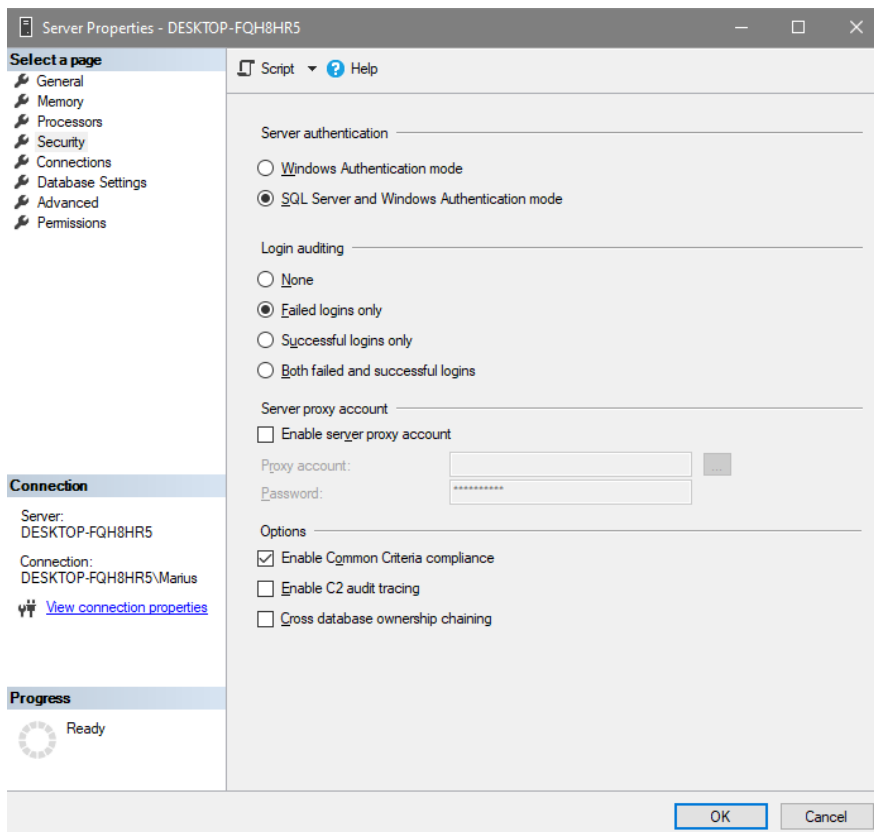 Server Properties - DESKTOP-FQH8HR5
Select a page
General
Memory
Processors
Security
Connections
Database Settings
Advanced
Permissions
Connection
Server:
DESKTOP-FQH8HR5
Connection:
DESKTOP-FQH8HR5\Marius
View connection properties
Progress
Ready
Script
Help
Server authentication
Windows Authentication mode
SQL Server and Windows Authentication mode
Login auditing
None
Failed logins only
Successful logins only
Both failed and successful logins
Server proxy account
Enable server proxy account
Proxy account:
...
Password:
**********
Options
Enable Common Criteria compliance
Enable C2 audit tracing
Cross database ownership chaining
OK
Cancel